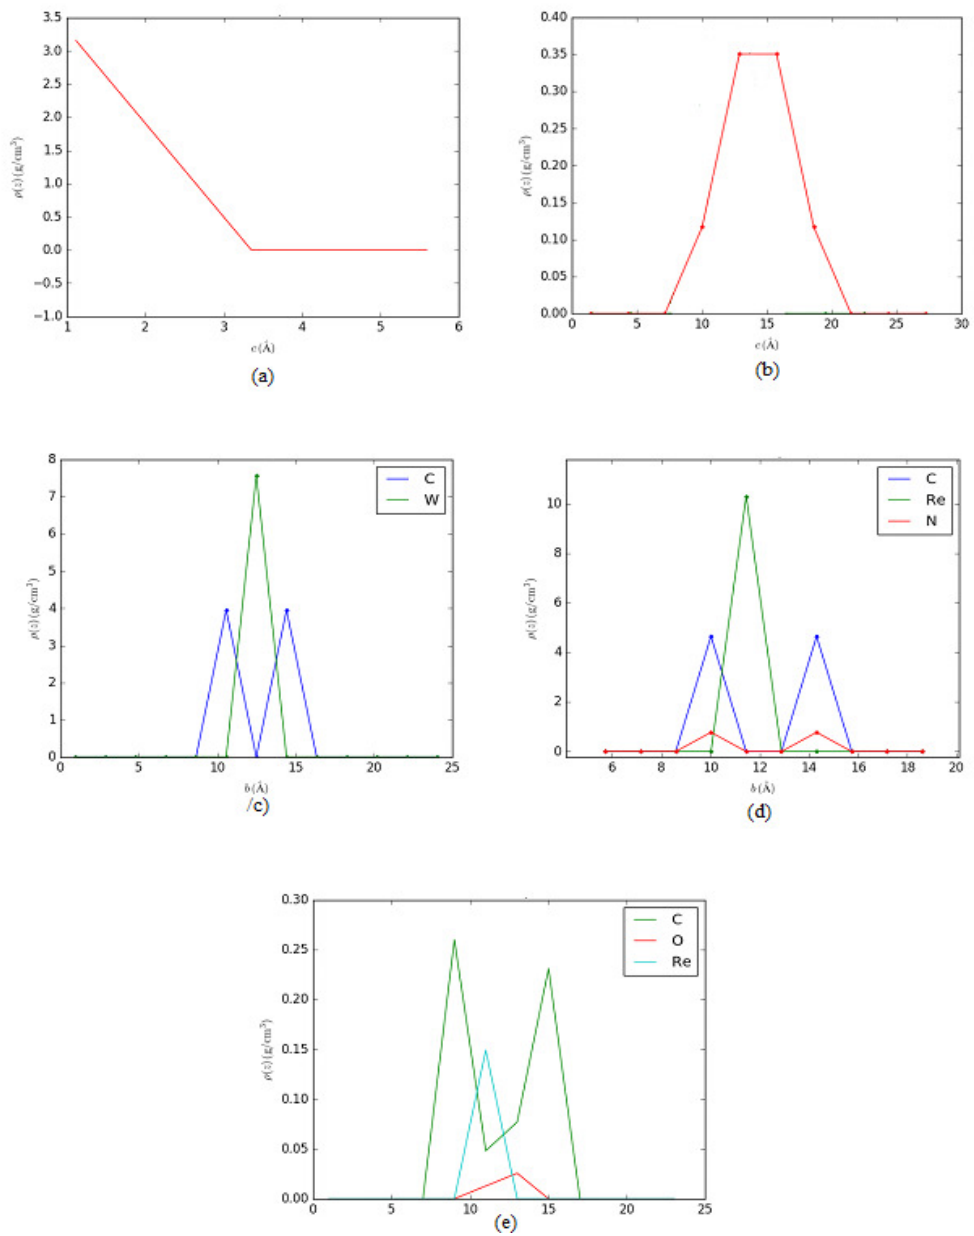 3.5
3.0
2.5
2.0
1.5
1.0
0.5
0.0
−0.5
−1.0
ρ(z)(g/cm³)
1 2 3 4 5 6
c(Å)
(a)
0.40
0.35
0.30
0.25
0.20
0.15
0.10
0.05
0.00
ρ(z)(g/cm³)
0 5 10 15 20 25 30
c(Å)
(b)
8
7
6
5
4
3
2
1
0
ρ(z)(g/cm³)
C
W
0 5 10 15 20 25
b(Å)
/c)
10
8
6
4
2
0
ρ(z)(g/cm³)
C
Re
N
6 8 10 12 14 16 18 20
b(Å)
(d)
0.30
0.25
0.20
0.15
0.10
0.05
0.00
ρ(z)(g/cm³)
C
O
Re
0 5 10 15 20 25
(e)